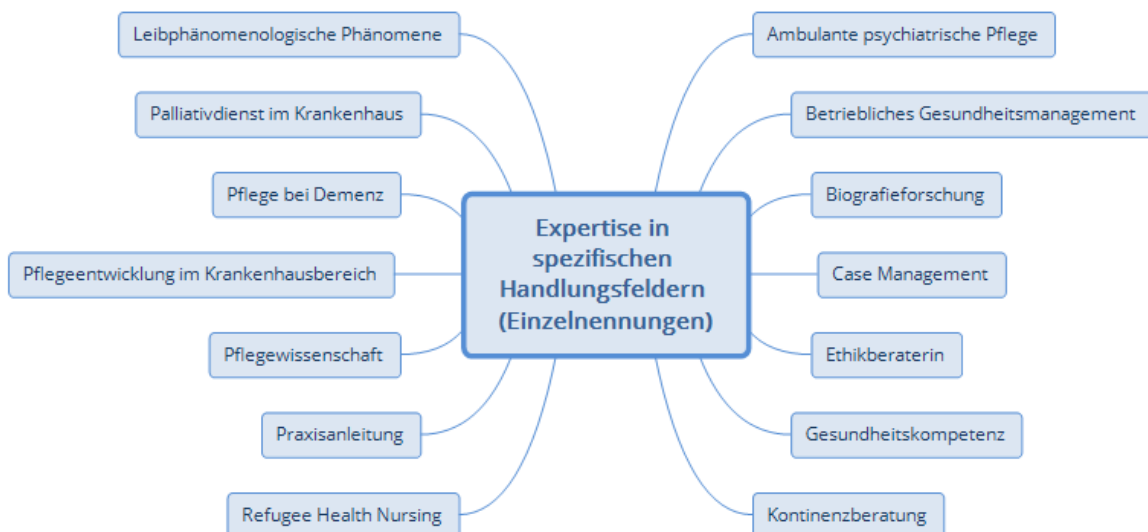 Leibphänomenologische Phänomene
Ambulante psychiatrische Pflege
Palliativdienst im Krankenhaus
Betriebliches Gesundheitsmanagement
Pflege bei Demenz
Biografieforschung
Expertise in
spezifischen
Handlungsfeldern
(Einzelnennungen)
Pflegeentwicklung im Krankenhausbereich
Case Management
Pflegewissenschaft
Ethikberaterin
Praxisanleitung
Gesundheitskompetenz
Refugee Health Nursing
Kontinenzberatung